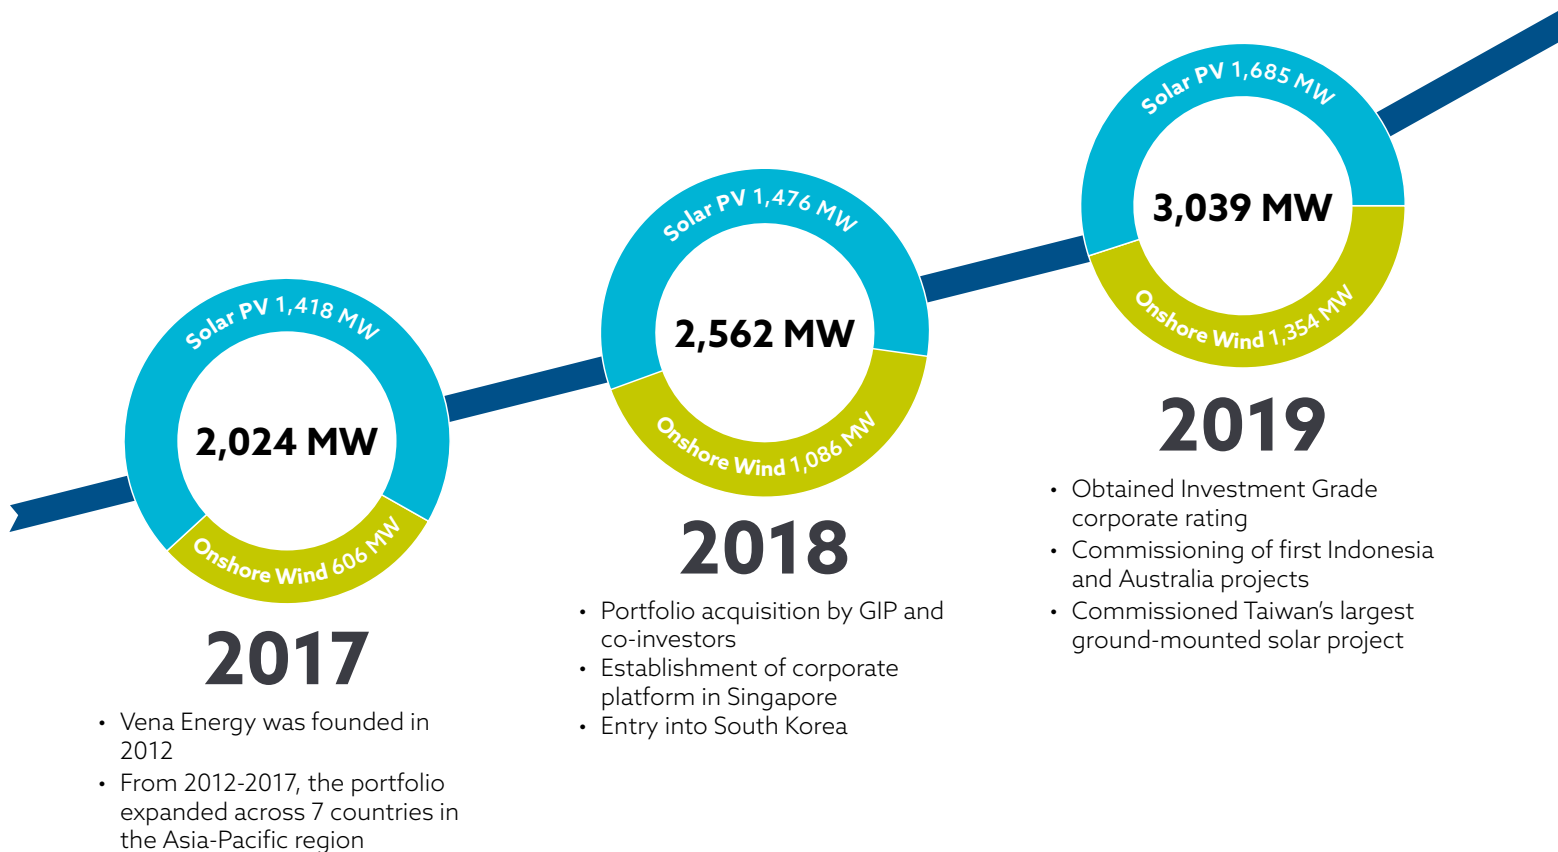 Solar PV 1,418 MW
2,024 MW
Onshore Wind 606 MW
2017
• Vena Energy was founded in
2012
• From 2012-2017, the portfolio
expanded across 7 countries in
the Asia-Pacific region
Solar PV 1,476 MW
2,562 MW
Onshore Wind 1,086 MW
2018
• Portfolio acquisition by GIP and
co-investors
• Establishment of corporate
platform in Singapore
• Entry into South Korea
Solar PV 1,685 MW
3,039 MW
Onshore Wind 1,354 MW
2019
• Obtained Investment Grade
corporate rating
• Commissioning of first Indonesia
and Australia projects
• Commissioned Taiwan’s largest
ground-mounted solar project